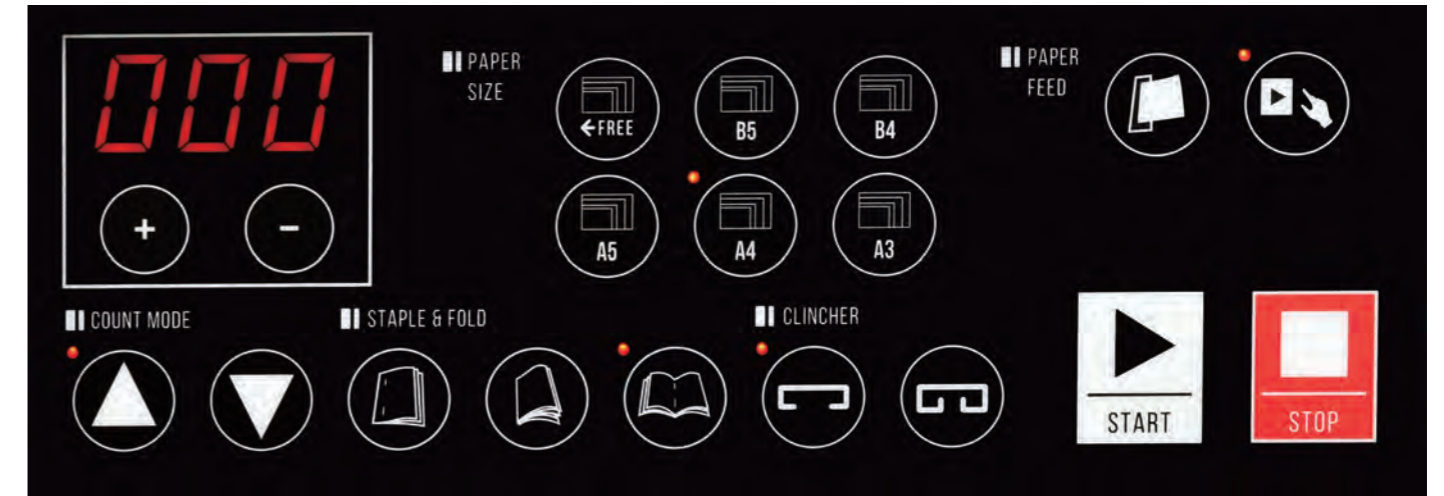 000
+ -
PAPER
SIZE
←FREE B5 B4
A5 A4 A3
PAPER
FEED
COUNT MODE
STAPLE & FOLD
CLINCHER
START
STOP